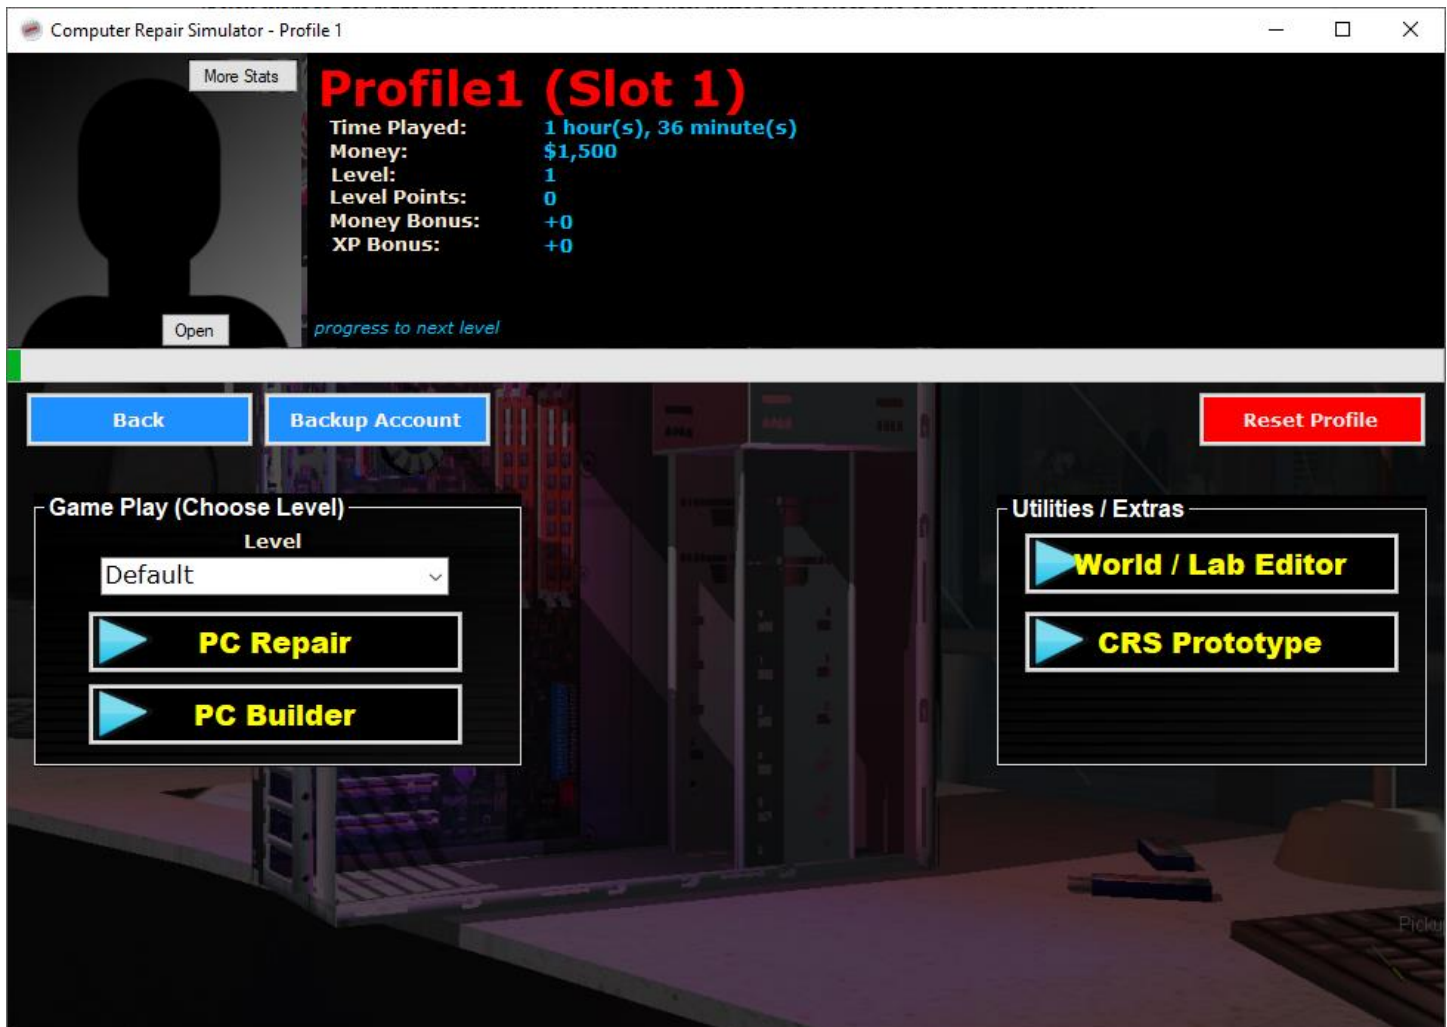 Computer Repair Simulator - Profile 1
More Stats
Open
Profile1 (Slot 1)
Time Played: 1 hour(s), 36 minute(s)
Money: $1,500
Level: 1
Level Points: 0
Money Bonus: +0
XP Bonus: +0
progress to next level
Back
Backup Account
Reset Profile
Game Play (Choose Level)
Level
Default
PC Repair
PC Builder
Utilities / Extras
World / Lab Editor
CRS Prototype